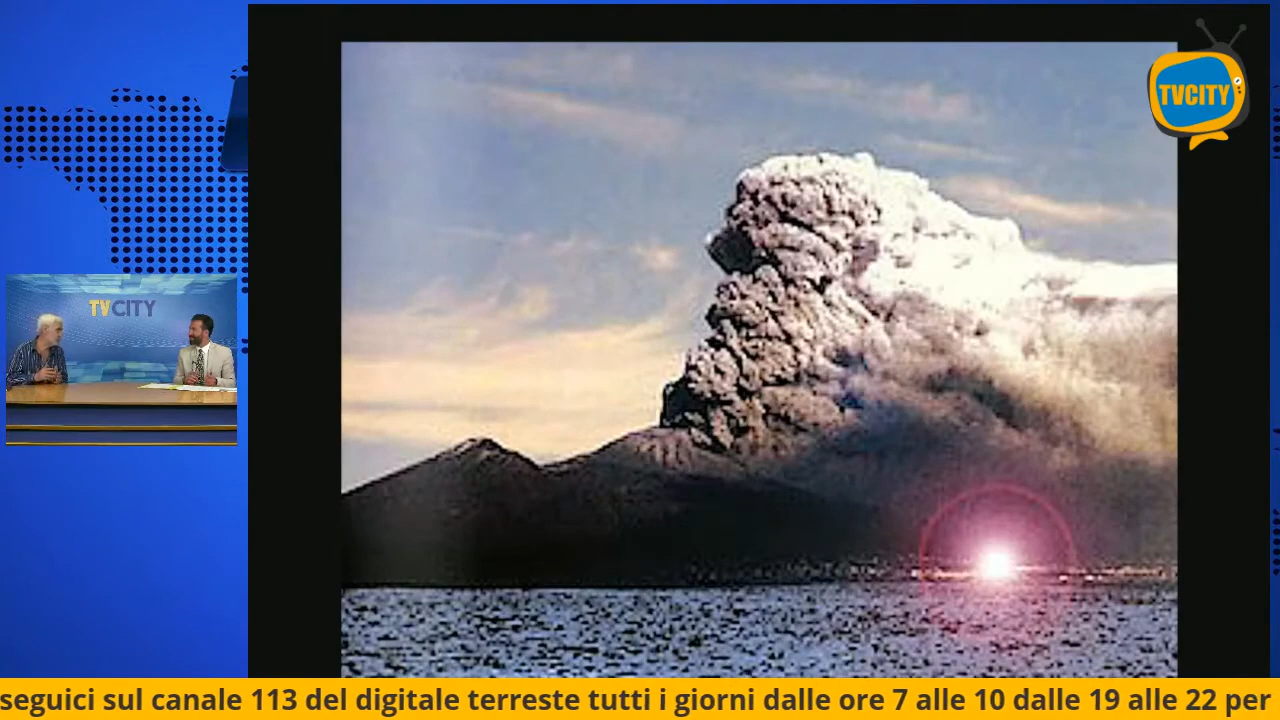 TVCITY
TVCITY
seguici sul canale 113 del digitale terreste tutti i giorni dalle ore 7 alle 10 dalle 19 alle 22 per